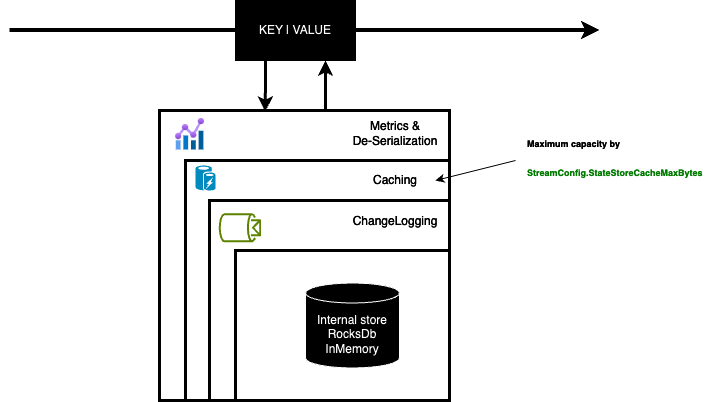 KEY | VALUE
Metrics &
De-Serialization
Maximum capacity by
StreamConfig.StateStoreCacheMaxBytes
Caching
ChangeLogging
Internal store
RocksDb
InMemory